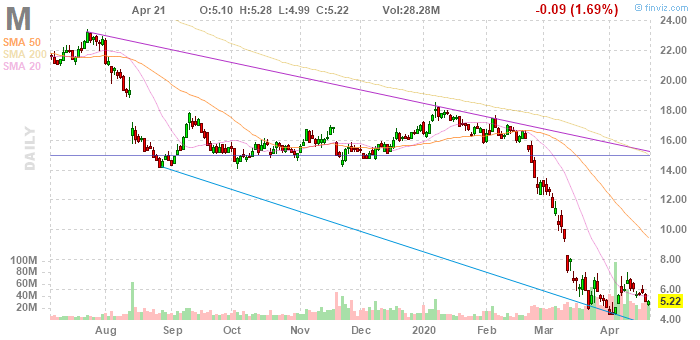 M
Apr 21
O:5.10
H:5.28
L:4.99
C:5.22
Vol:28.28M
-0.09 (1.69%)
© finviz.com
SMA 50
SMA 200
SMA 20
DAILY
24.00
22.00
20.00
18.00
16.00
14.00
12.00
10.00
8.00
6.00
5.22
4.00
100M
80M
60M
40M
20M
Aug
Sep
Oct
Nov
Dec
2020
Feb
Mar
Apr